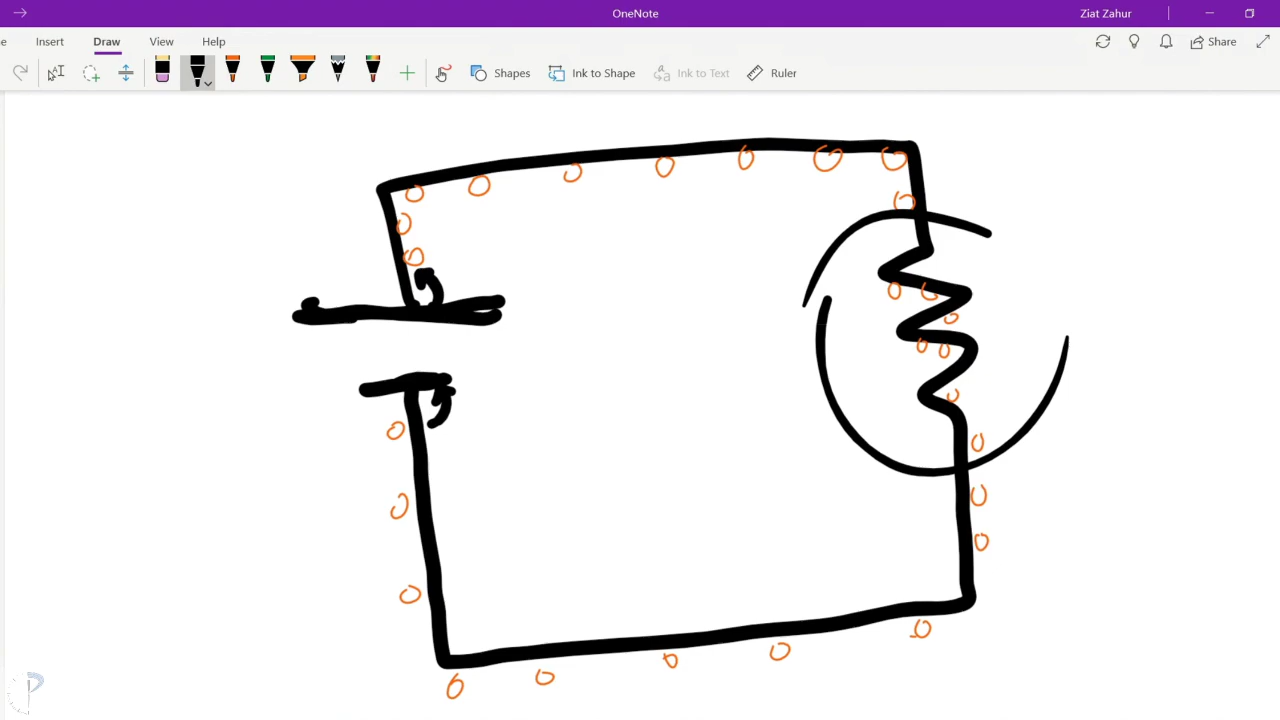 OneNote
Ziat Zahur
Insert Draw View Help
Share
Shapes Ink to Shape Ink to Text Ruler